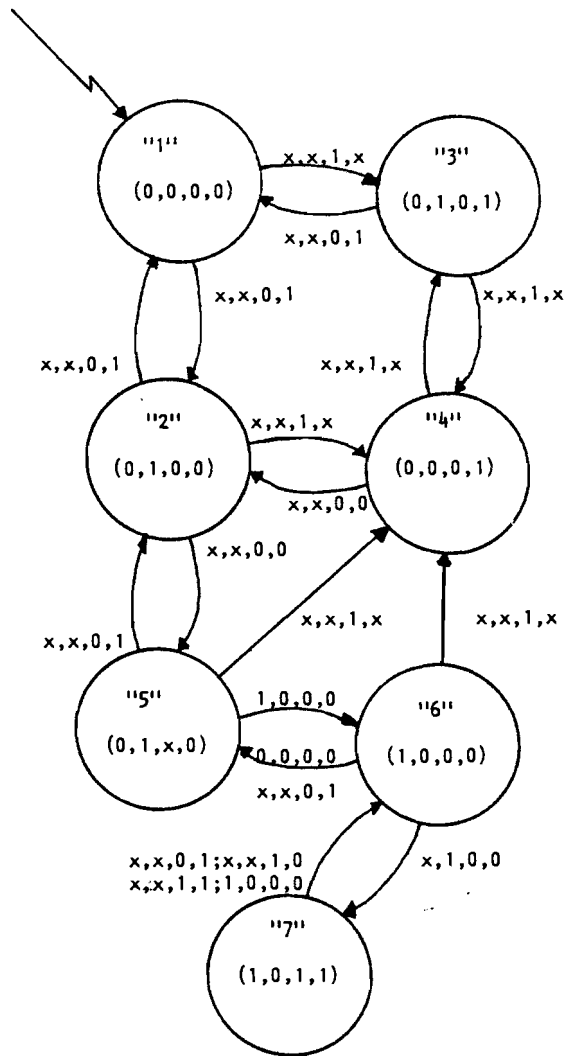 "1"
(0,0,0,0)
x,x,1,x
"3"
(0,1,0,1)
x,x,0,1
x,x,0,1
x,x,1,x
x,x,0,1
x,x,1,x
"2"
(0,1,0,0)
x,x,1,x
"4"
(0,0,0,1)
x,x,0,0
x,x,0,0
x,x,0,1
x,x,1,x
x,x,1,x
"5"
(0,1,x,0)
1,0,0,0
0,0,0,0
x,x,0,1
"6"
(1,0,0,0)
x,x,0,1;x,x,1,0
x,x,1,1;1,0,0,0
x,1,0,0
"7"
(1,0,1,1)